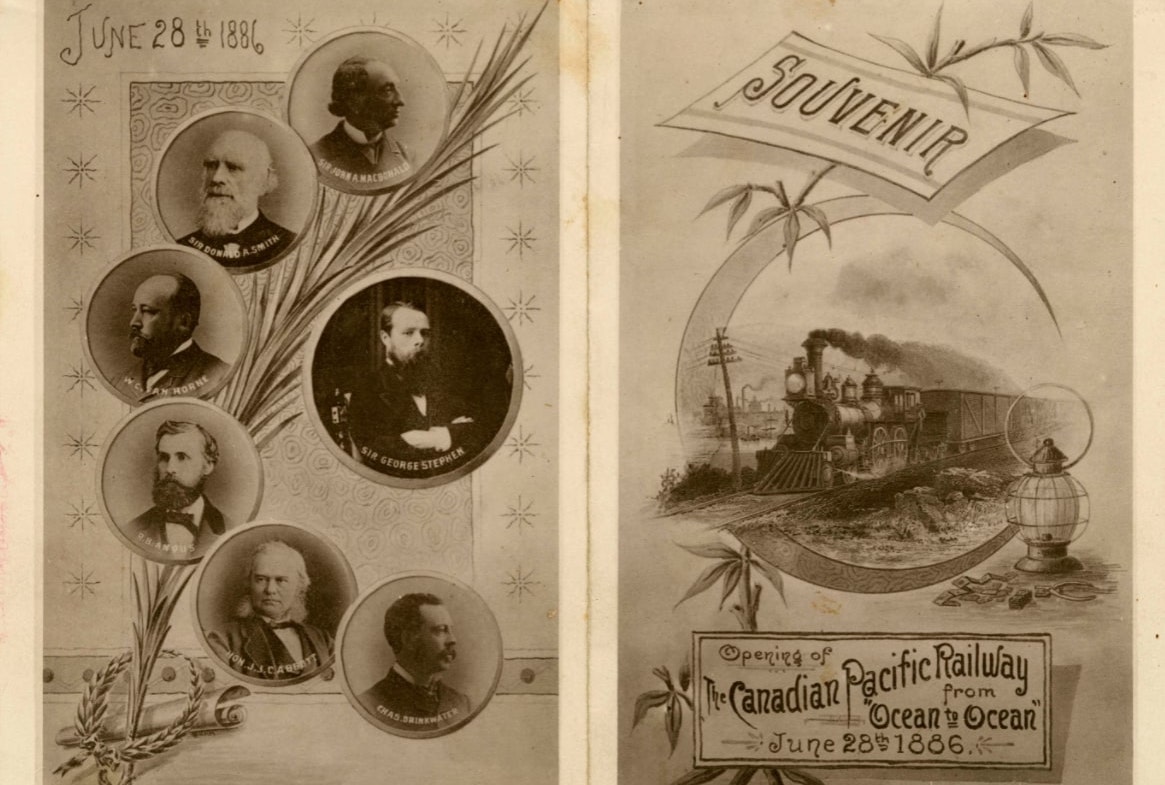 JUNE 28th 1886
SIR JOHN A. MACDONALD
SIR DONALD A. SMITH
W.C. VAN HORNE
SIR GEORGE STEPHEN
R.B. ANGUS
HON. J.J.C. ABBOTT
CHAS. DRINKWATER
SOUVENIR
Opening of
The Canadian Pacific Railway
from
"Ocean to Ocean"
June 28th 1886.